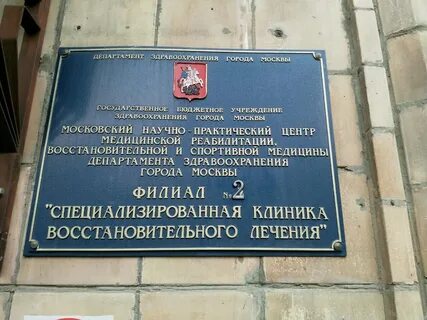 ДЕПАРТАМЕНТ ЗДРАВООХРАНЕНИЯ ГОРОДА МОСКВЫ
ГОСУДАРСТВЕННОЕ БЮДЖЕТНОЕ УЧРЕЖДЕНИЕ
ЗДРАВООХРАНЕНИЯ ГОРОДА МОСКВЫ
МОСКОВСКИЙ НАУЧНО-ПРАКТИЧЕСКИЙ ЦЕНТР
МЕДИЦИНСКОЙ РЕАБИЛИТАЦИИ,
ВОССТАНОВИТЕЛЬНОЙ И СПОРТИВНОЙ МЕДИЦИНЫ
ДЕПАРТАМЕНТА ЗДРАВООХРАНЕНИЯ
ГОРОДА МОСКВЫ
ФИЛИАЛ №2
"СПЕЦИАЛИЗИРОВАННАЯ КЛИНИКА
ВОССТАНОВИТЕЛЬНОГО ЛЕЧЕНИЯ"